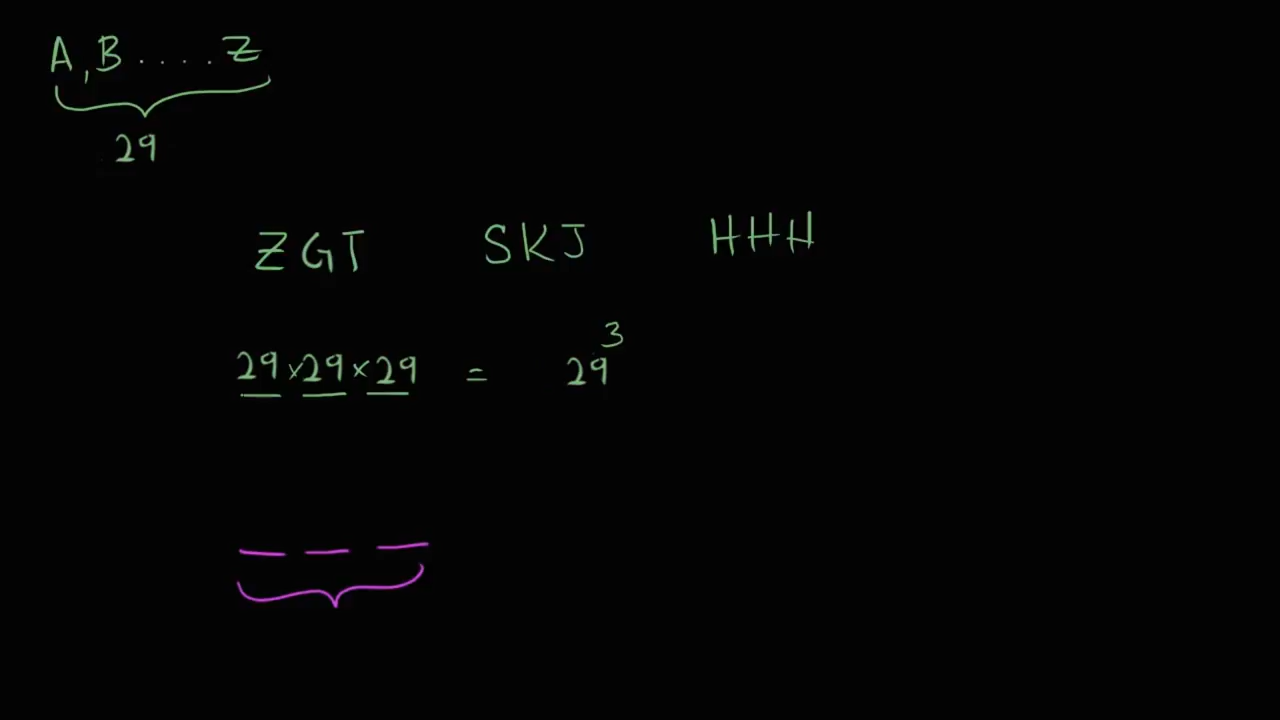 A, B . . . . . Z
29
ZGT SKJ HHH
29 × 29 × 29 = 29³